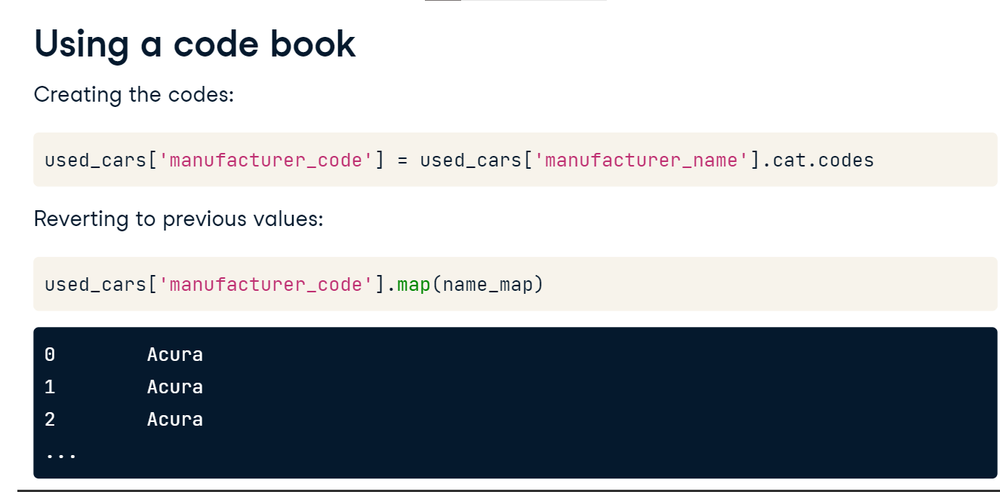 Using a code book
Creating the codes:
used_cars['manufacturer_code'] = used_cars['manufacturer_name'].cat.codes
Reverting to previous values:
used_cars['manufacturer_code'].map(name_map)
0        Acura
1        Acura
2        Acura
...